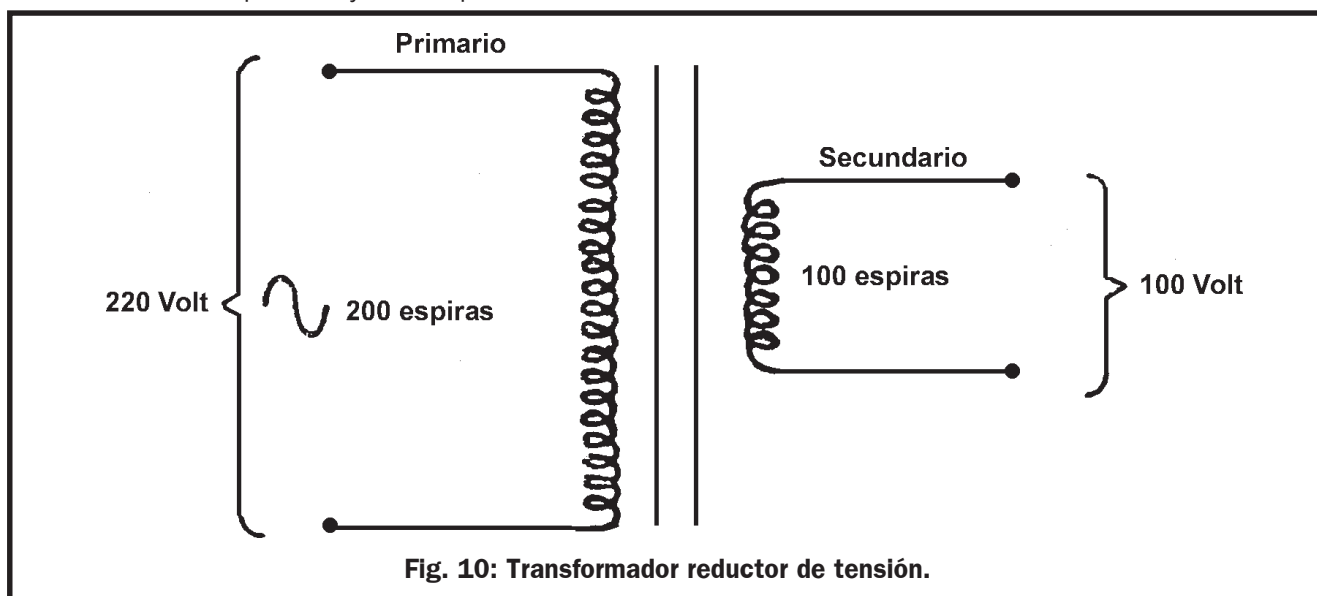 Primario
Secundario
220 Volt
200 espiras
100 espiras
100 Volt
Fig. 10: Transformador reductor de tensión.